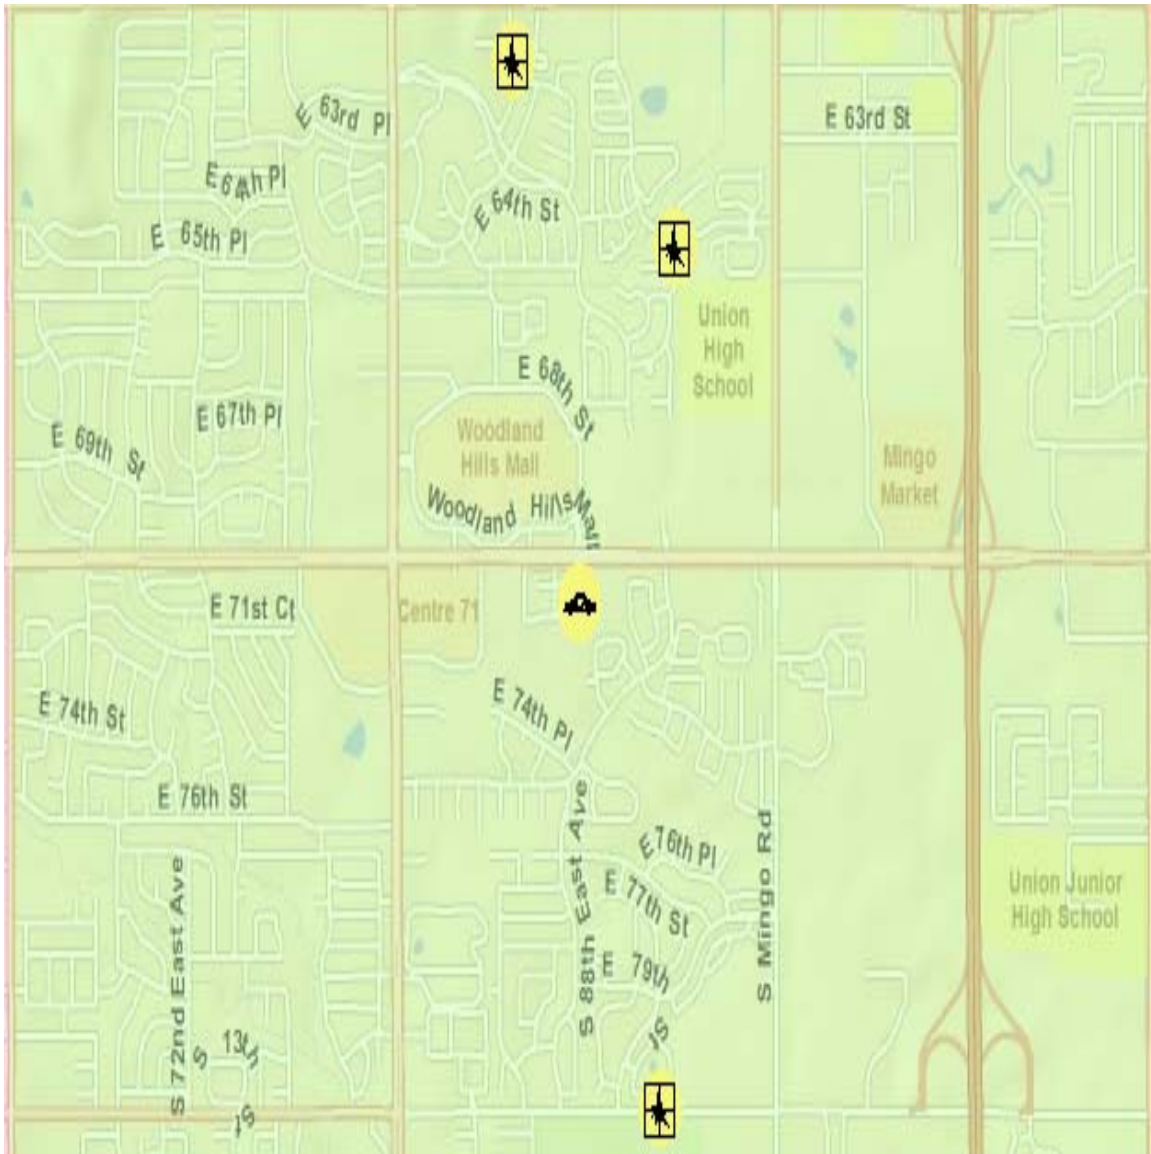 E 63rd Pl
E 63rd St
E 64th Pl
E 64th St
E 65th Pl
Union
High
School
E 68th St
E 67th Pl
E 69th St
Woodland
Hills Mall
Mingo
Market
Woodland Hills Mall
E 71st Ct
Centre 71
E 74th St
E 74th Pl
E 76th St
E 76th Pl
E 77th St
Union Junior
High School
S 72nd East Ave
S 88th East Ave
S Mingo Rd
E 79th St
S 13th St